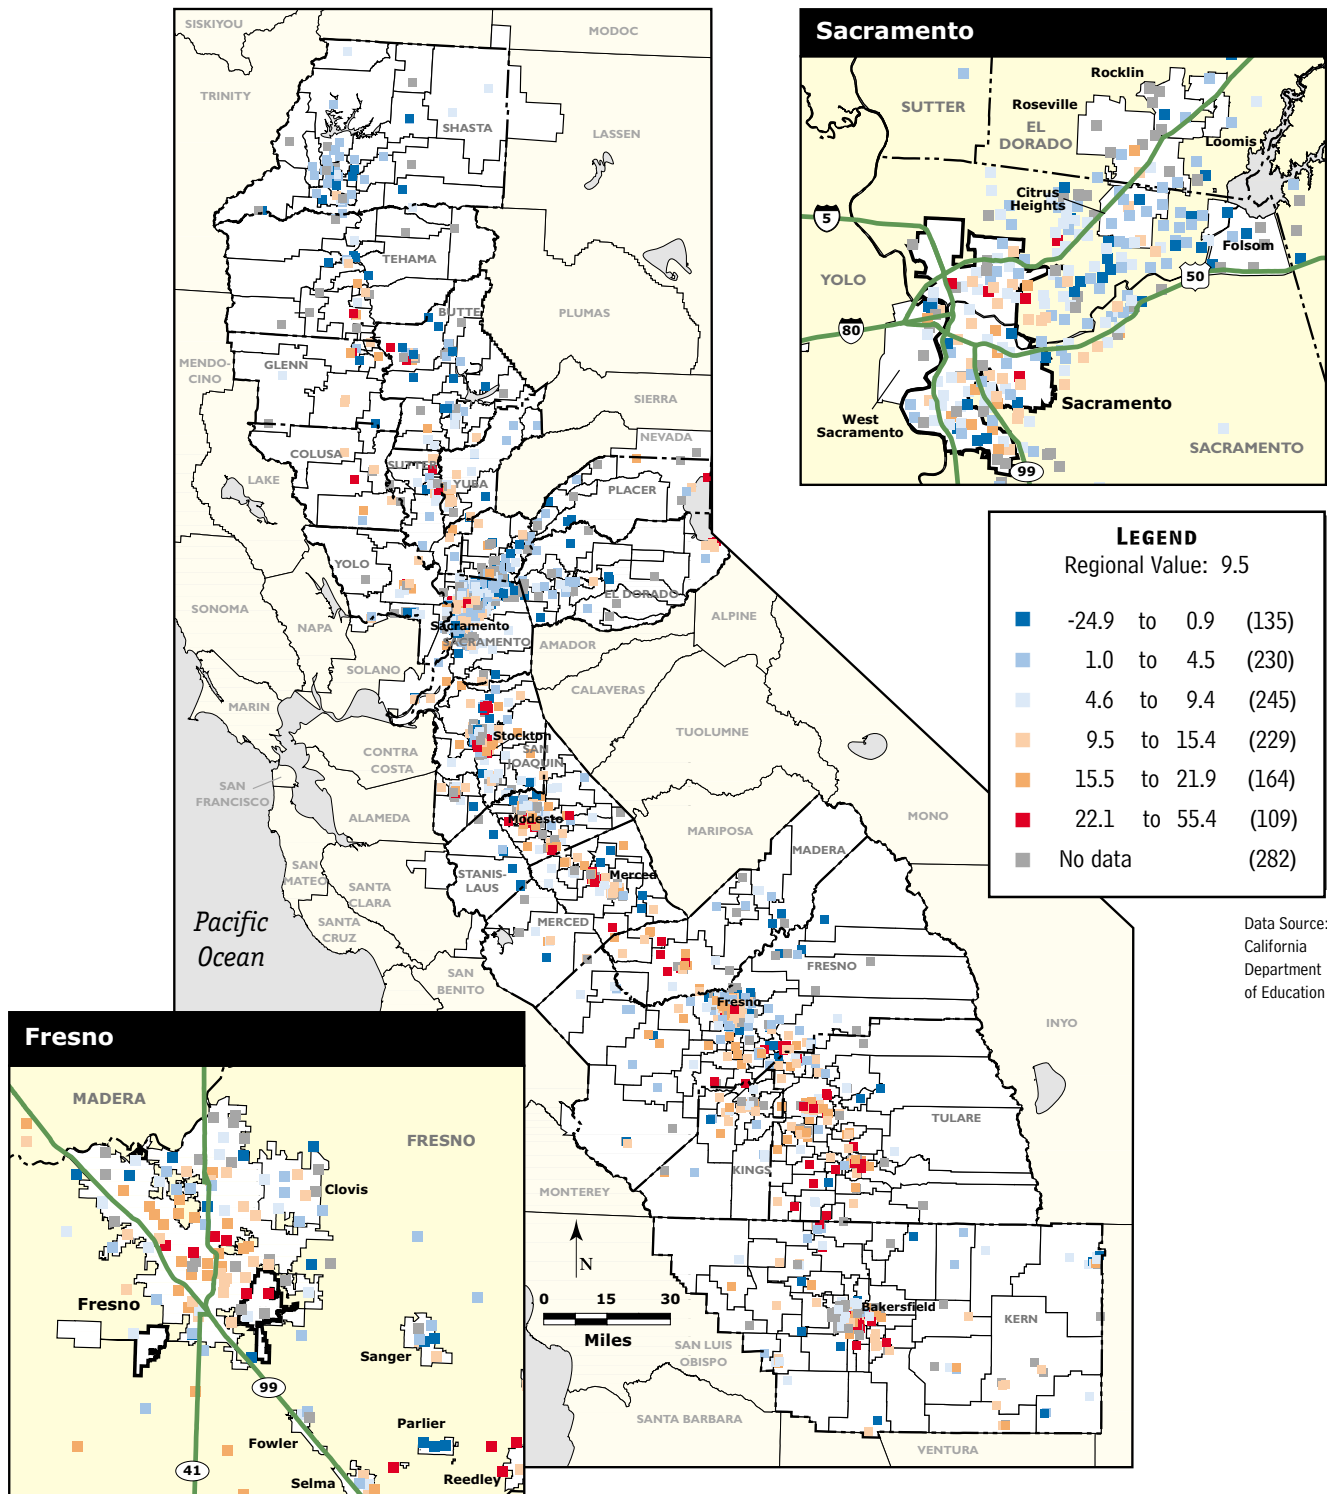 SISKIYOU
MODOC
TRINITY
SHASTA
LASSEN
TEHAMA
BUTTE
PLUMAS
MENDO-
CINO
GLENN
SIERRA
COLUSA
NEVADA
LAKE
SUTTER
YUBA
PLACER
YOLO
EL DORADO
SONOMA
NAPA
Sacramento
SACRAMENTO
ALPINE
AMADOR
SOLANO
CALAVERAS
MARIN
TUOLUMNE
CONTRA
COSTA
Stockton
SAN
JOAQUIN
SAN
FRANCISCO
ALAMEDA
Modesto
MARIPOSA
MONO
MADERA
SAN
MATEO
SANTA
CLARA
STANIS-
LAUS
Merced
SANTA
CRUZ
MERCED
Pacific
Ocean
SAN
BENITO
FRESNO
Fresno
INYO
TULARE
KINGS
MONTEREY
N
0 15 30
Miles
Bakersfield
KERN
SAN LUIS
OBISPO
SANTA BARBARA
VENTURA
Sacramento
Rocklin
SUTTER
Roseville
EL
DORADO
Loomis
Citrus
Heights
5
Folsom
YOLO
50
80
West
Sacramento
Sacramento
SACRAMENTO
99
LEGEND
Regional Value: 9.5
-24.9 to 0.9 (135)
1.0 to 4.5 (230)
4.6 to 9.4 (245)
9.5 to 15.4 (229)
15.5 to 21.9 (164)
22.1 to 55.4 (109)
No data (282)
Data Source:
California
Department
of Education
Fresno
MADERA
FRESNO
Clovis
Fresno
Sanger
99
Parlier
Fowler
41
Selma
Reedley